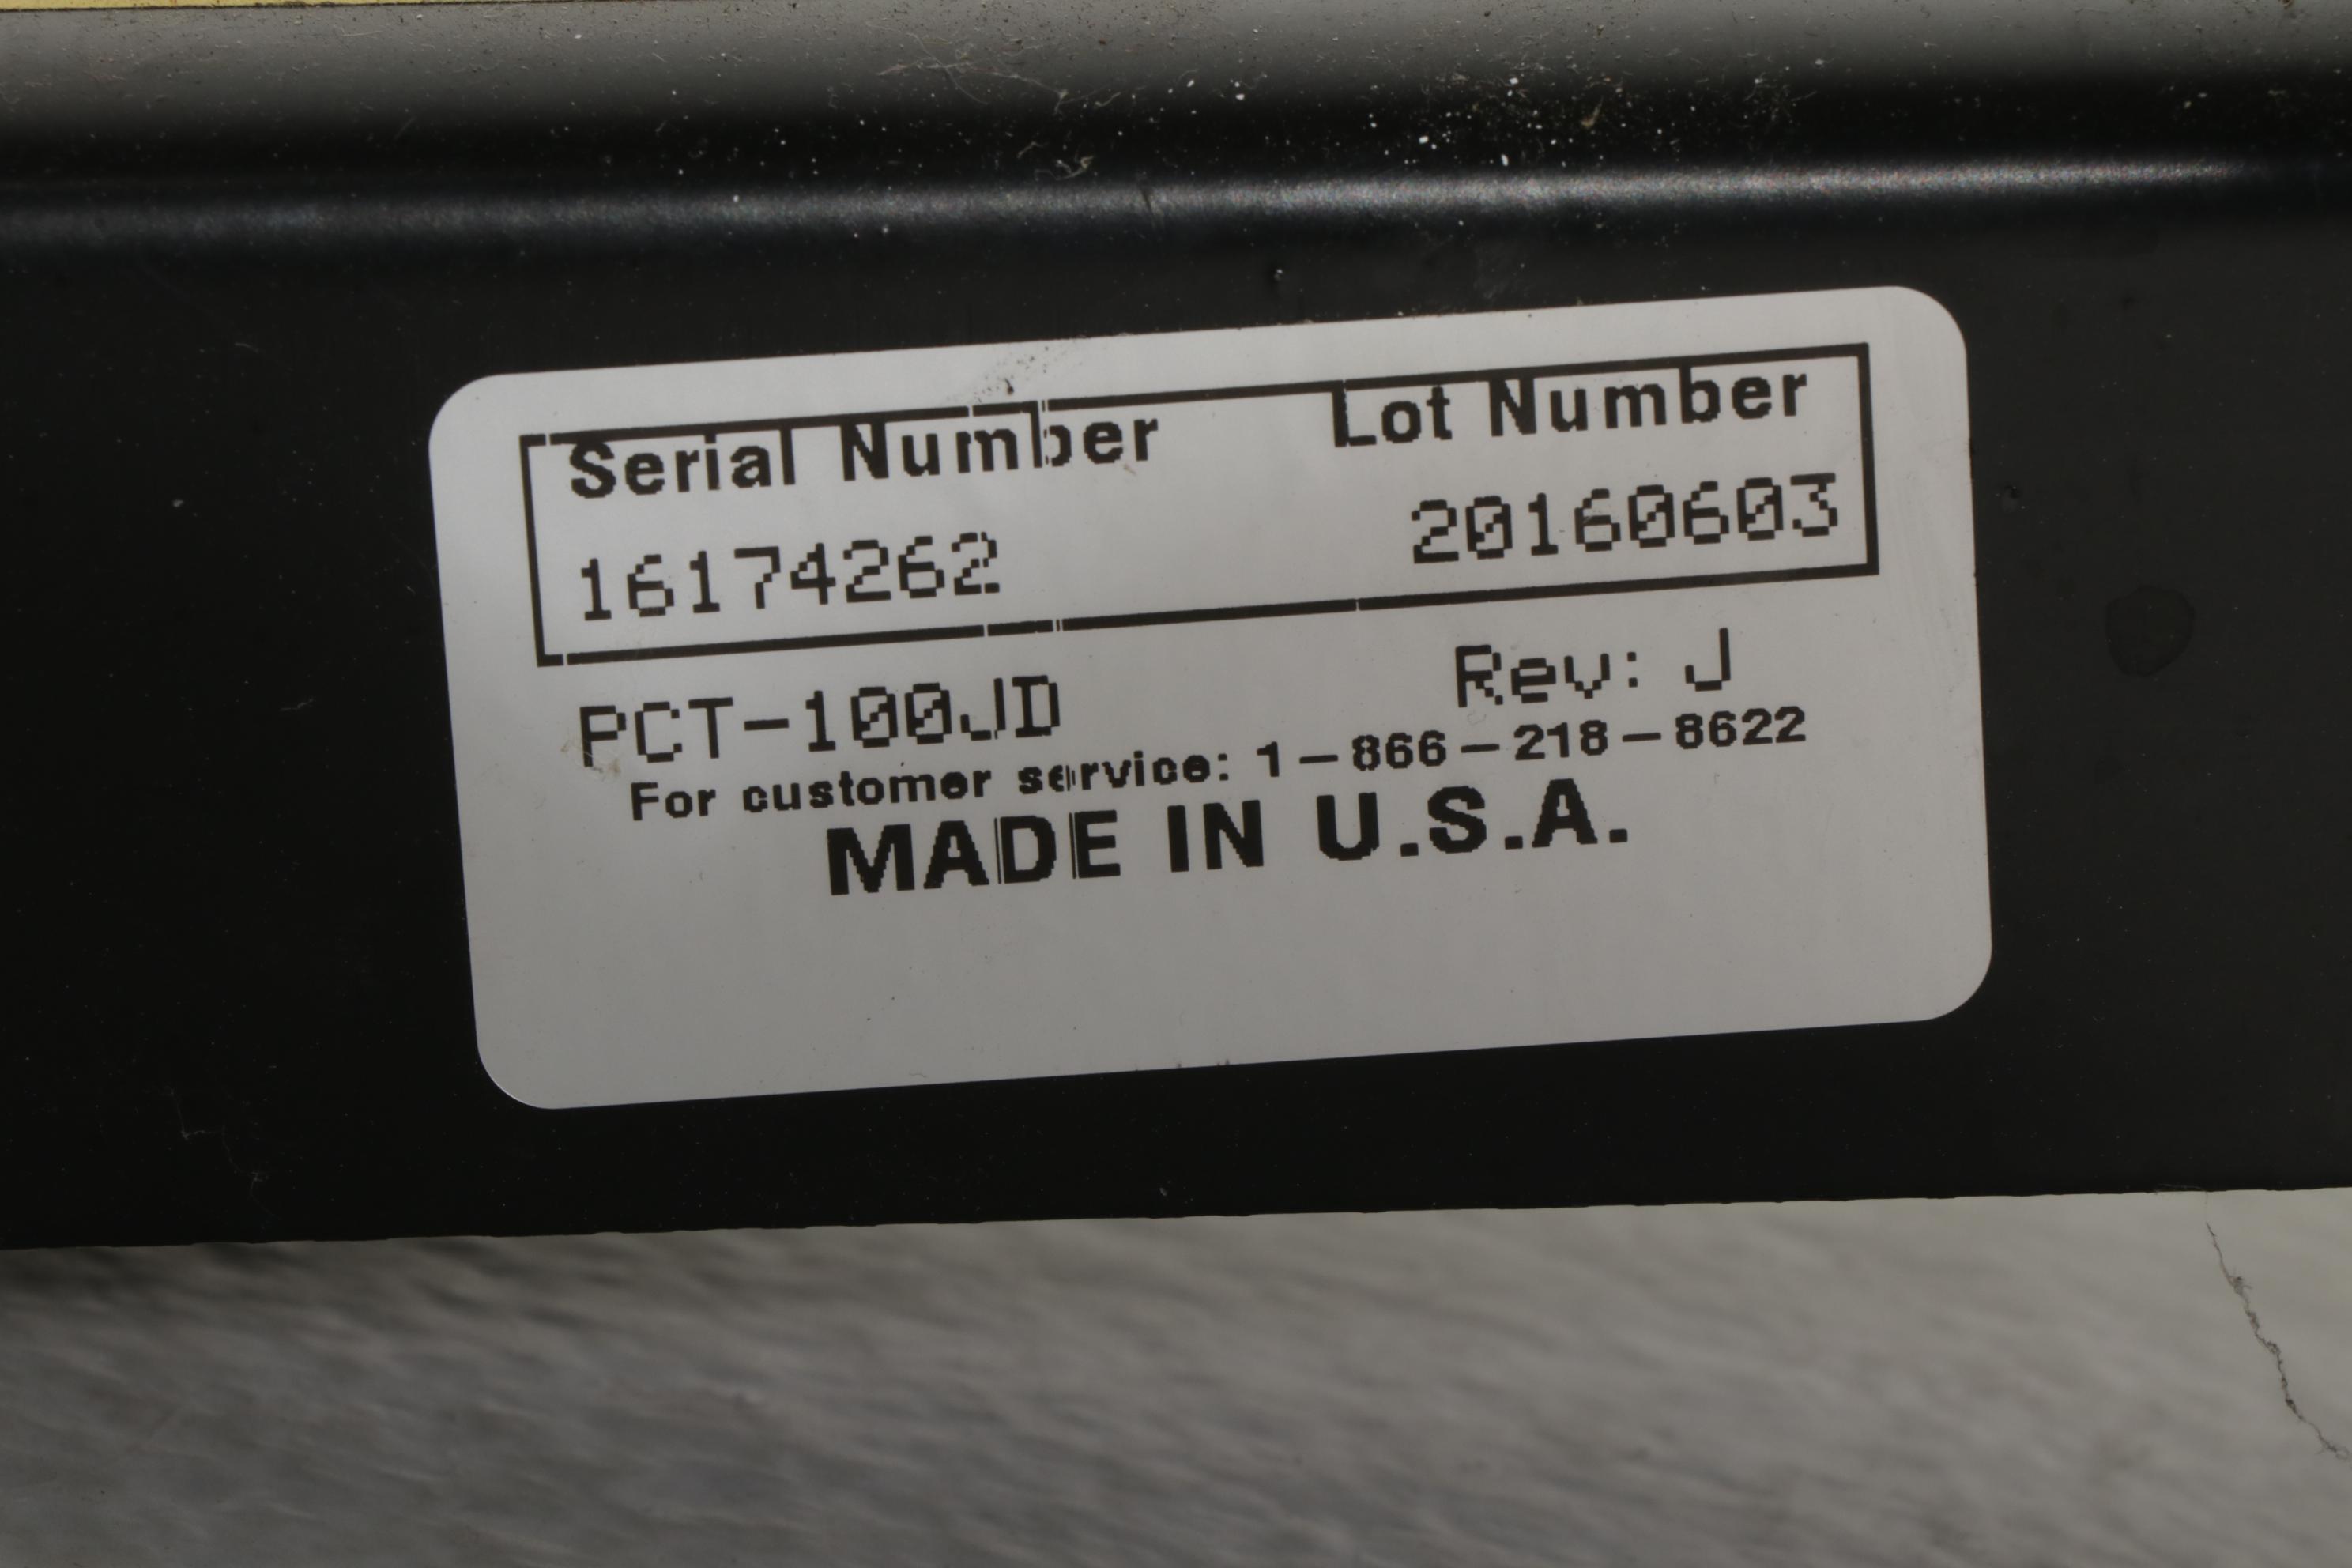 Serial Number Lot Number
16174262 20160603
PCT-100JD Rev: J
For customer service: 1-866-218-8622
MADE IN U.S.A.